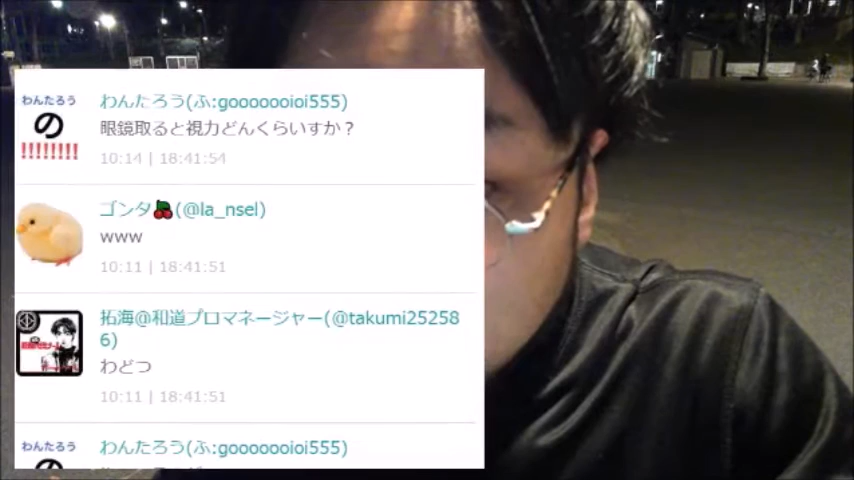 わんたろう
の
!!!!!!!!
わんたろう(ふ:gooooooioi555)
眼鏡取ると視力どんくらいすか？
10:14 | 18:41:54
ゴンタ🍒(@la_nsel)
www
10:11 | 18:41:51
拓海@和道プロマネージャー(@takumi25258
6)
わどつ
10:11 | 18:41:51
わんたろう
わんたろう(ふ:gooooooioi555)